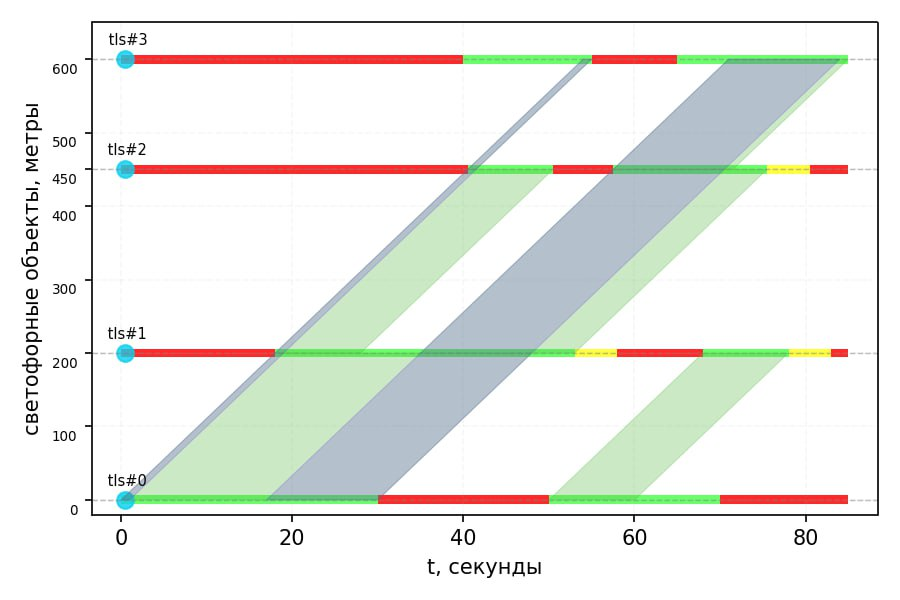 tls#3
600
500
tls#2
450
400
300
tls#1
200
100
tls#0
0
0 20 40 60 80
t, секунды
светофорные объекты, метры